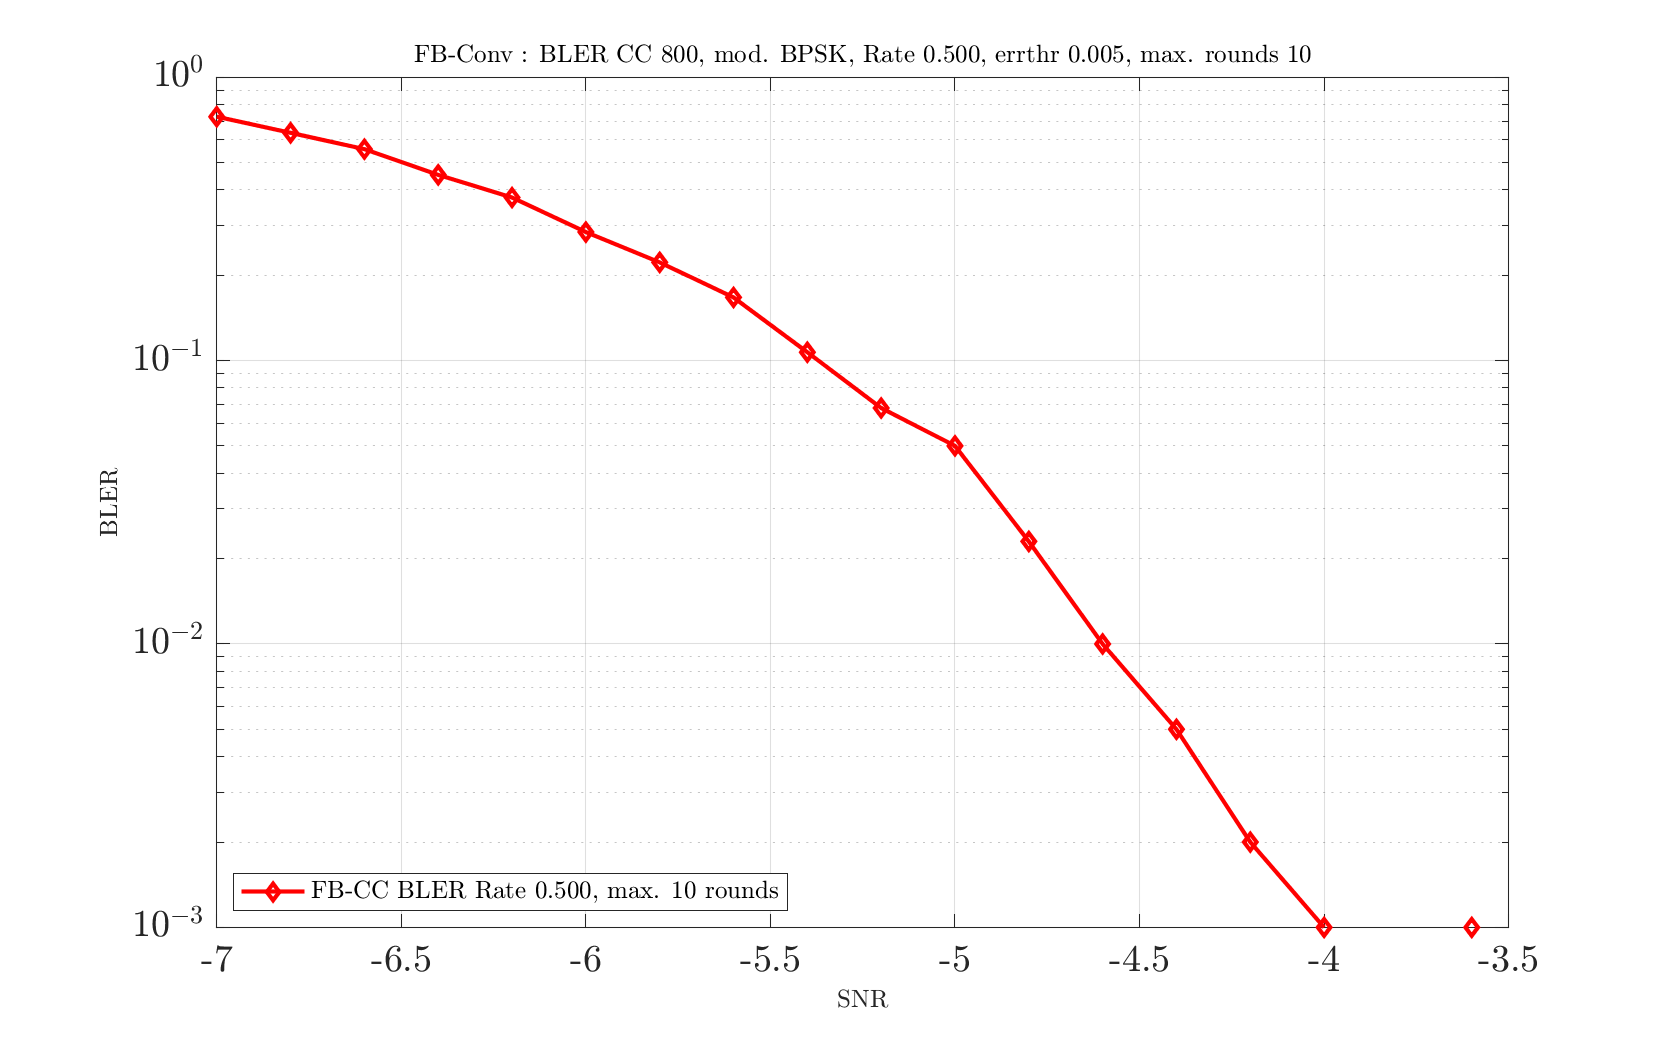 FB-Conv : BLER CC 800, mod. BPSK, Rate 0.500, errthr 0.005, max. rounds 10
10^0
10^-1
10^-2
10^-3
BLER
FB-CC BLER Rate 0.500, max. 10 rounds
-7 -6.5 -6 -5.5 -5 -4.5 -4 -3.5
SNR